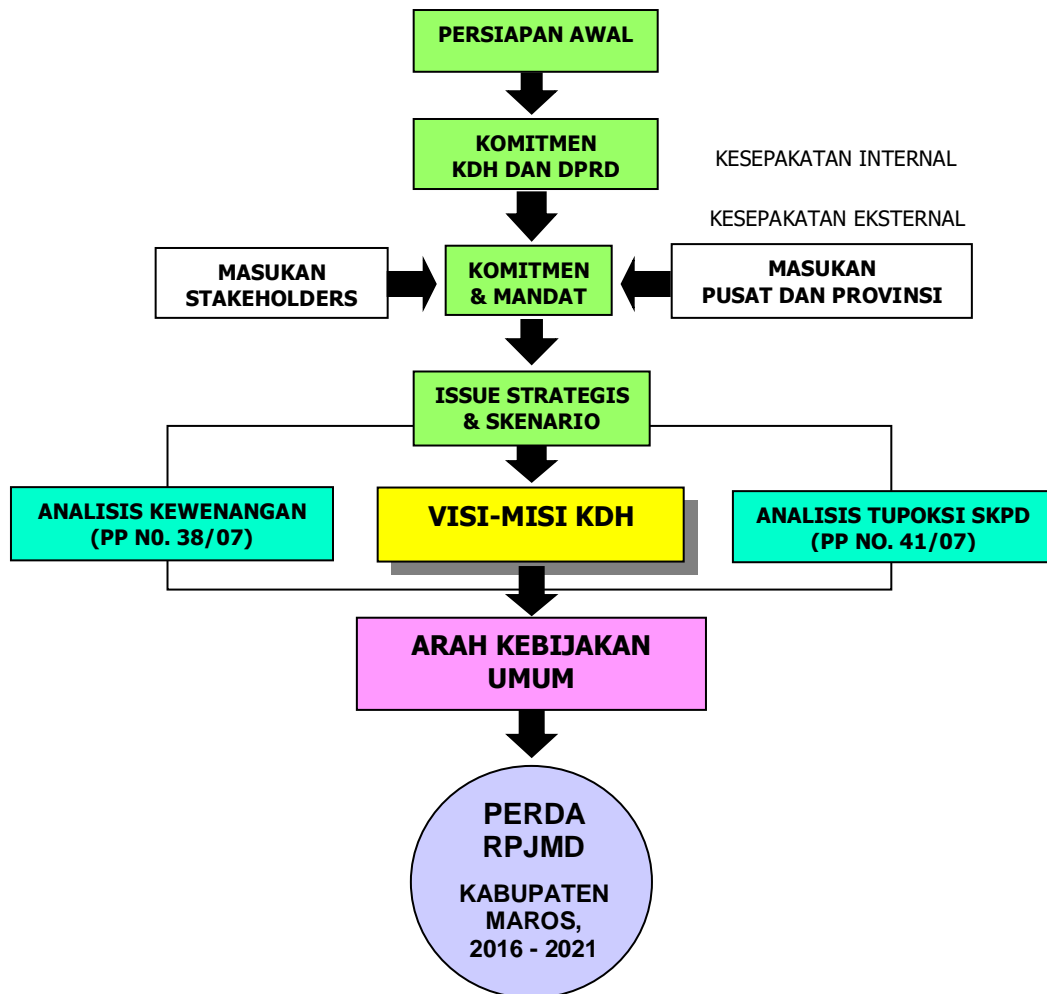 PERSIAPAN AWAL
KOMITMEN
KDH DAN DPRD
KESEPAKATAN INTERNAL
KESEPAKATAN EKSTERNAL
MASUKAN
STAKEHOLDERS
KOMITMEN
& MANDAT
MASUKAN
PUSAT DAN PROVINSI
ISSUE STRATEGIS
& SKENARIO
ANALISIS KEWENANGAN
(PP N0. 38/07)
VISI-MISI KDH
ANALISIS TUPOKSI SKPD
(PP NO. 41/07)
ARAH KEBIJAKAN
UMUM
PERDA
RPJMD
KABUPATEN
MAROS,
2016 - 2021